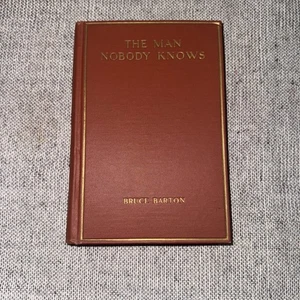 THE MAN
NOBODY KNOWS
BRUCE BARTON